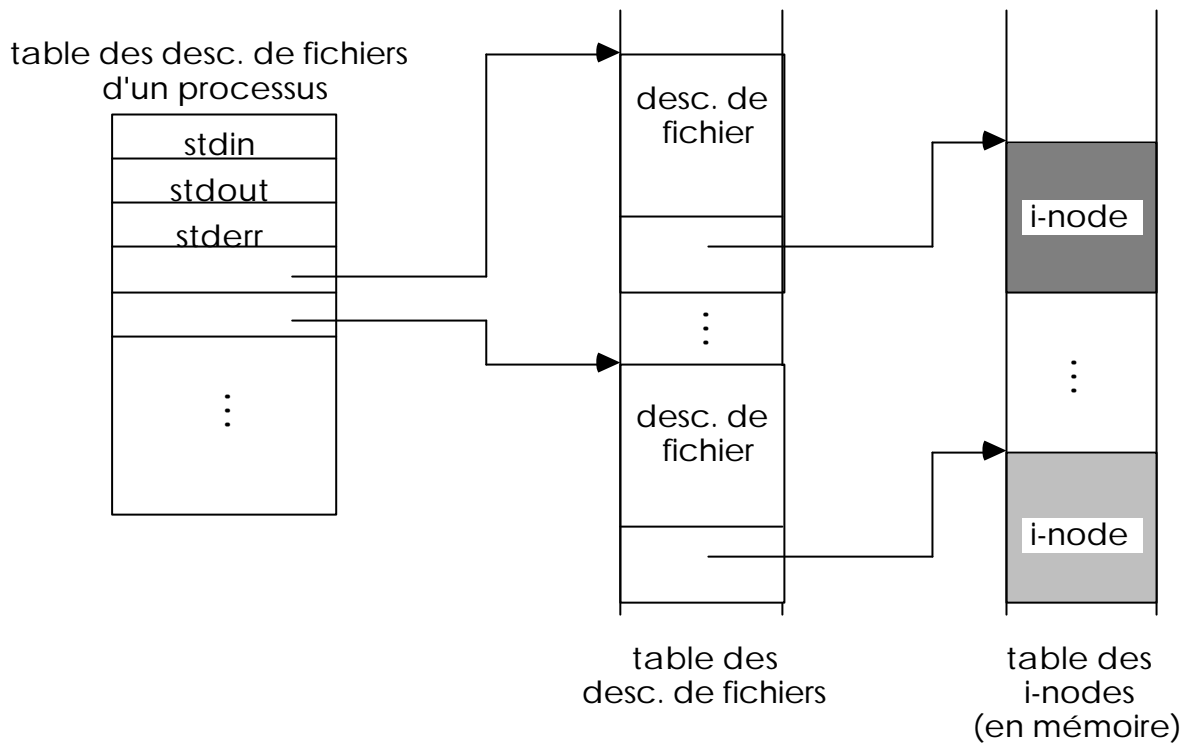 table des desc. de fichiers
d'un processus
stdin
stdout
stderr
⋮
desc. de
fichier
⋮
desc. de
fichier
table des
desc. de fichiers
i-node
⋮
i-node
table des
i-nodes
(en mémoire)